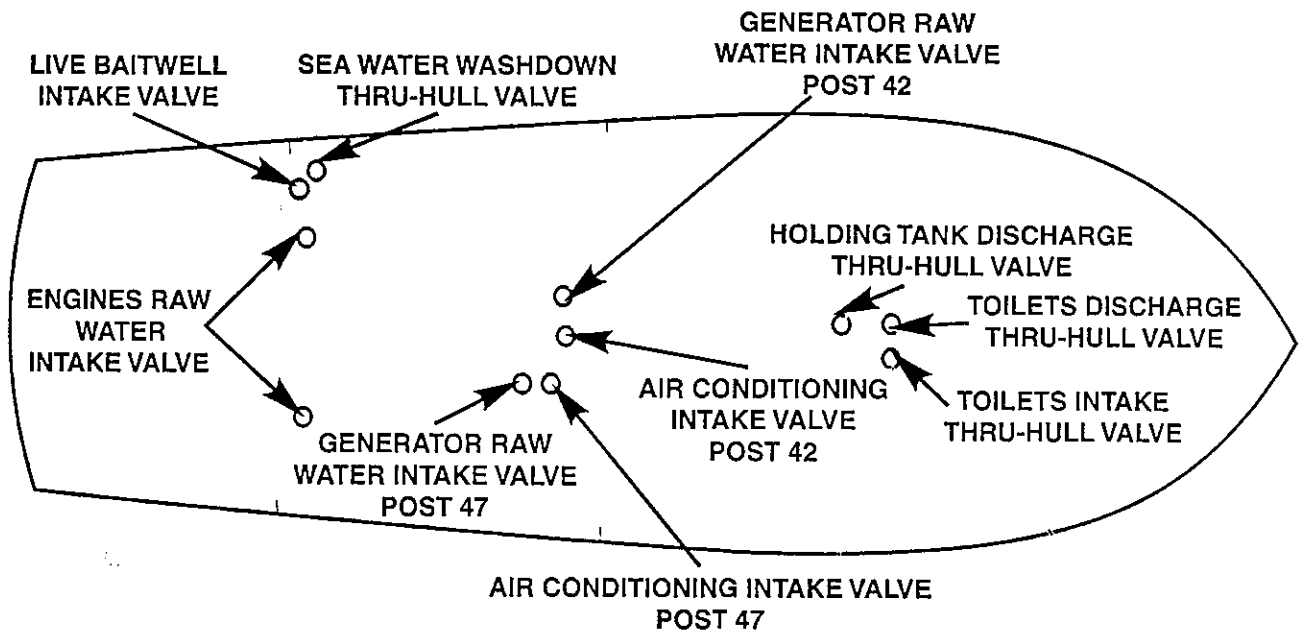 GENERATOR RAW
WATER INTAKE VALVE
POST 42
LIVE BAITWELL
INTAKE VALVE
SEA WATER WASHDOWN
THRU-HULL VALVE
HOLDING TANK DISCHARGE
THRU-HULL VALVE
ENGINES RAW
WATER
INTAKE VALVE
TOILETS DISCHARGE
THRU-HULL VALVE
AIR CONDITIONING
INTAKE VALVE
POST 42
TOILETS INTAKE
THRU-HULL VALVE
GENERATOR RAW
WATER INTAKE VALVE
POST 47
AIR CONDITIONING INTAKE VALVE
POST 47